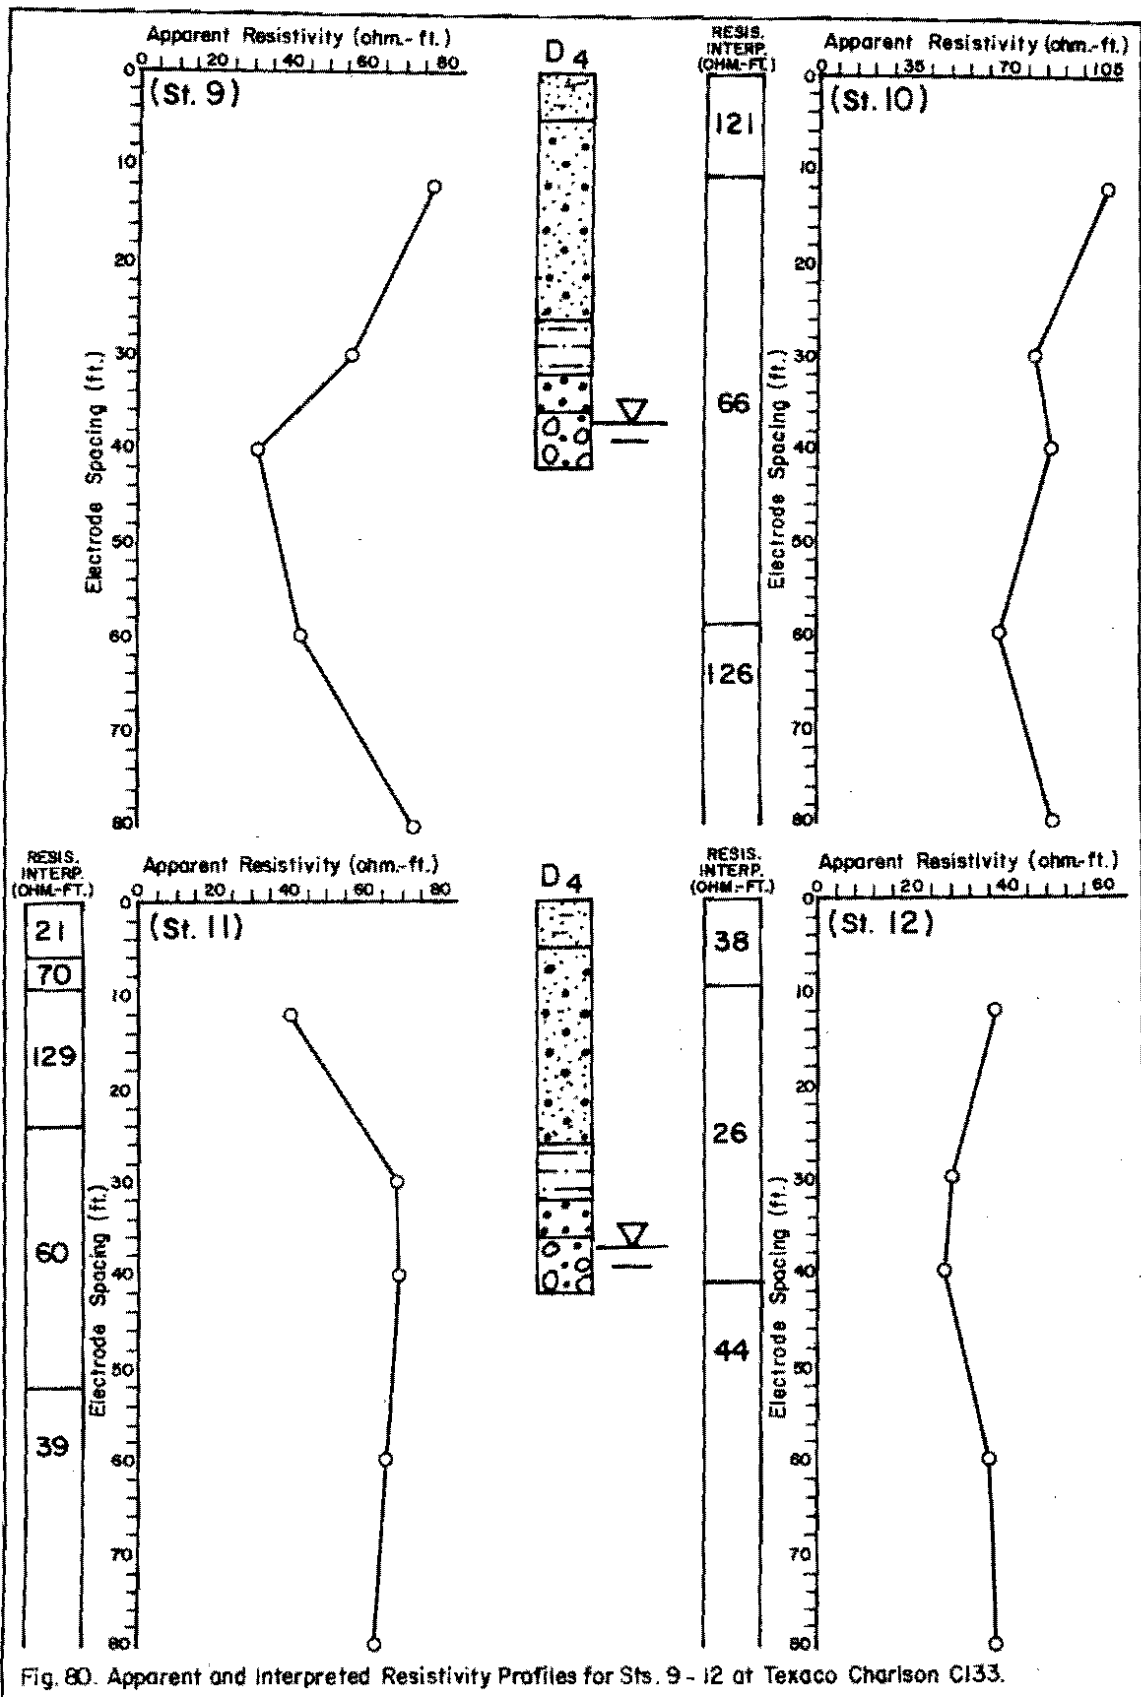 Apparent Resistivity (ohm.-ft.)
0 20 40 60 80
(St. 9)
0
10
20
30
40
50
60
70
80
Electrode Spacing (ft.)
D4
RESIS.
INTERP.
(OHM.-FT.)
121
66
126
Apparent Resistivity (ohm.-ft.)
0 35 70 105
(St. 10)
0
10
20
30
40
50
60
70
80
Electrode Spacing (ft.)
RESIS.
INTERP.
(OHM.-FT.)
21
70
129
60
39
Apparent Resistivity (ohm.-ft.)
0 20 40 60 80
(St. 11)
0
10
20
30
40
50
60
70
80
Electrode Spacing (ft.)
D4
RESIS.
INTERP.
(OHM.-FT.)
38
26
44
Apparent Resistivity (ohm.-ft.)
0 20 40 60
(St. 12)
0
10
20
30
40
50
60
70
80
Electrode Spacing (ft.)
Fig. 80. Apparent and Interpreted Resistivity Profiles for Sts. 9-12 at Texaco Charlson C133.